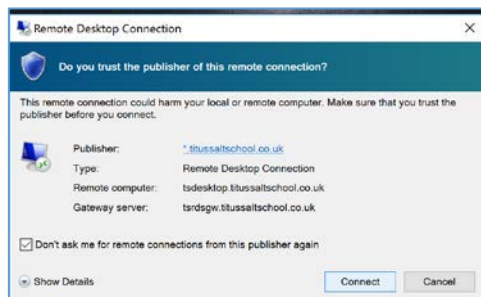 Remote Desktop Connection
Do you trust the publisher of this remote connection?
This remote connection could harm your local or remote computer. Make sure that you trust the
publisher before you connect.
Publisher: *.titussaltschool.co.uk
Type: Remote Desktop Connection
Remote computer: tsdesktop.titussaltschool.co.uk
Gateway server: tsrdsgw.titussaltschool.co.uk
Don't ask me for remote connections from this publisher again
Show Details Connect Cancel